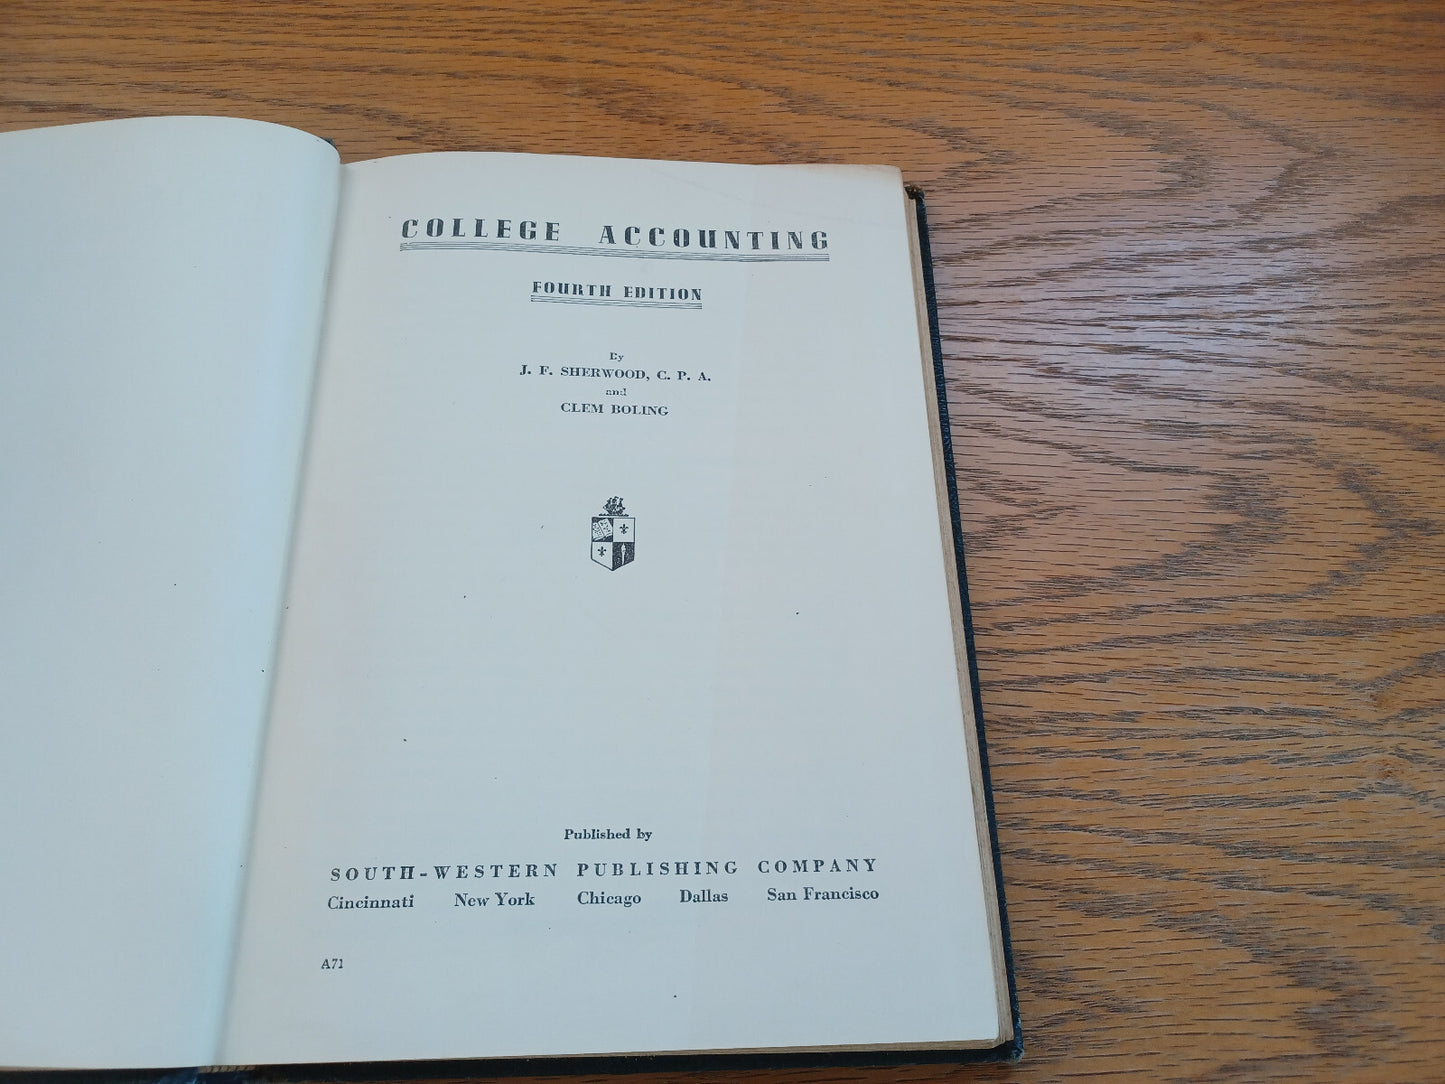 COLLEGE ACCOUNTING
FOURTH EDITION
By
J. F. SHERWOOD, C. P. A.
and
CLEM BOLING
Published by
SOUTH-WESTERN PUBLISHING COMPANY
Cincinnati New York Chicago Dallas San Francisco
A71